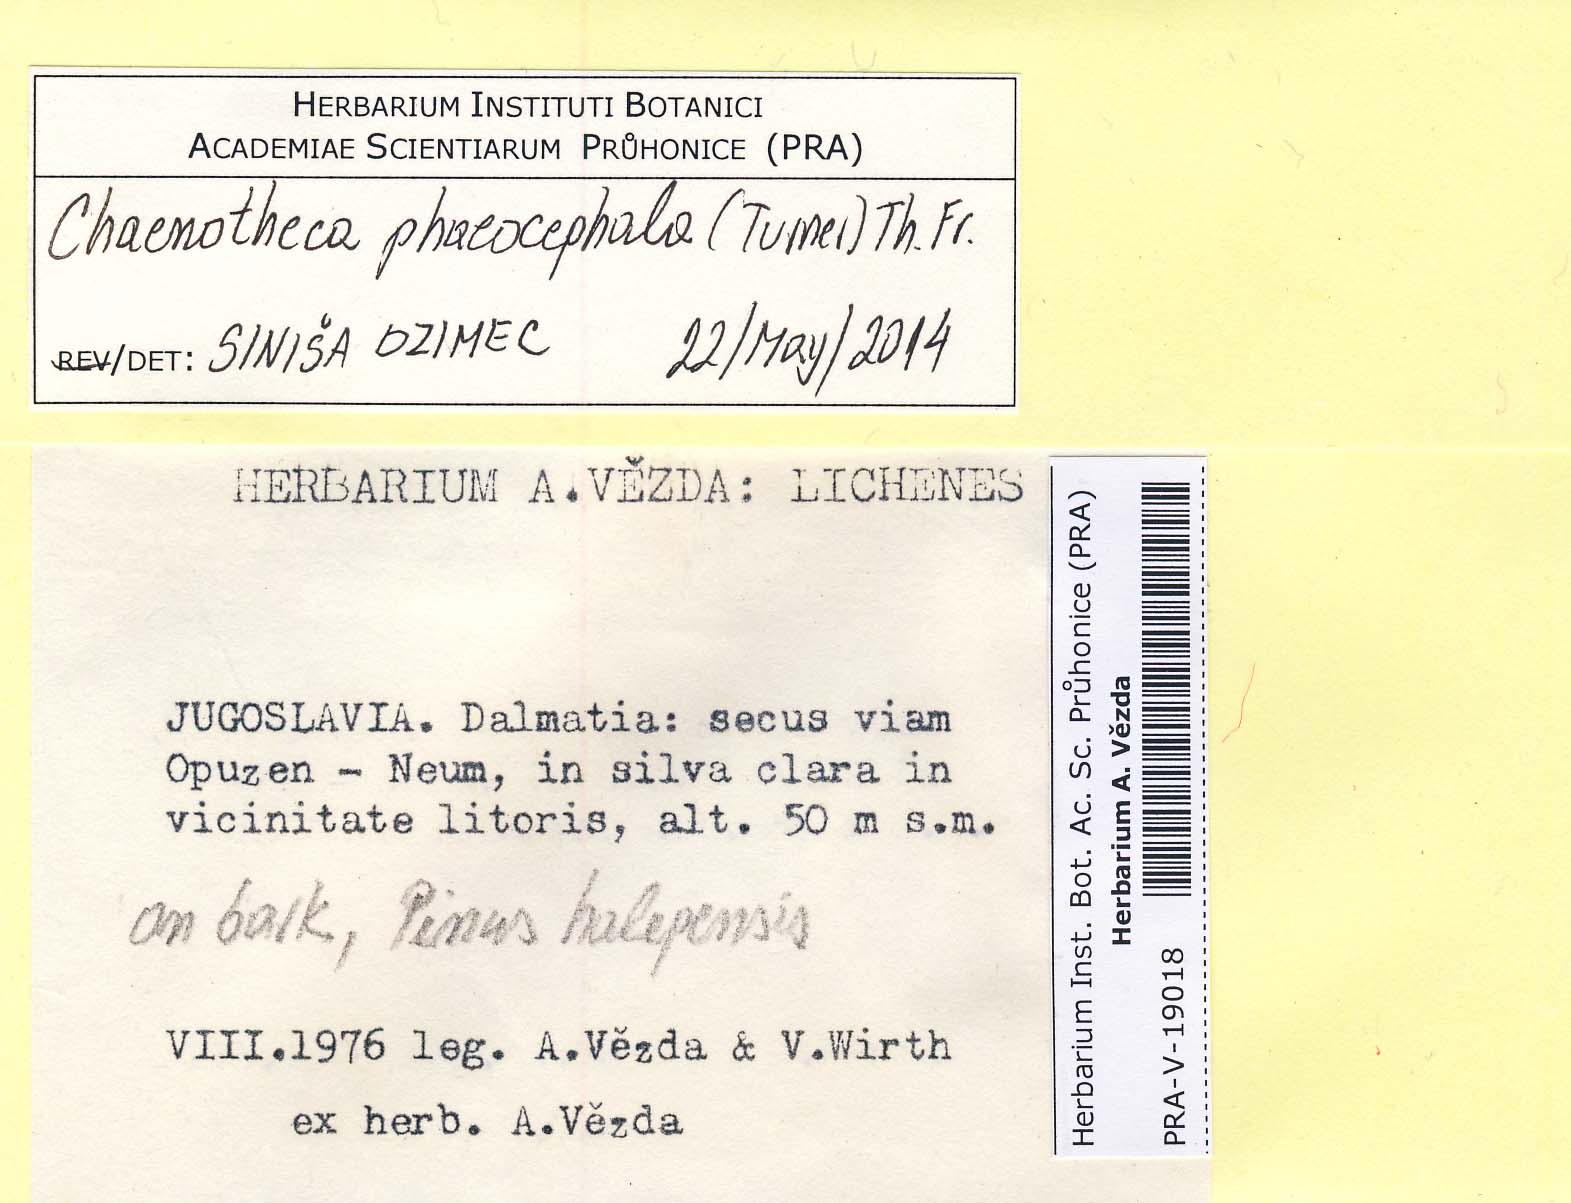 HERBARIUM INSTITUTI BOTANICI
ACADEMIAE SCIENTIARUM PRŮHONICE (PRA)
Chaenotheca phaeocephala (Turner) Th. Fr.
REV/DET: SINIŠA OZIMEC 22/May/2014
HERBARIUM A.VĚZDA: LICHENES
JUGOSLAVIA. Dalmatia: secus viam
Opuzen - Neum, in silva clara in
vicinitate litoris, alt. 50 m s.m.
on bark, Pinus halepensis
VIII.1976 leg. A.Vězda & V.Wirth
ex herb. A.Vězda
Herbarium Inst. Bot. Ac. Sc. Průhonice (PRA)
Herbarium A. Vězda
PRA-V-19018